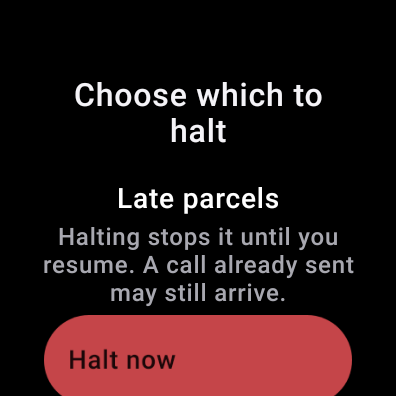 Choose which to
halt
Late parcels
Halting stops it until you
resume. A call already sent
may still arrive.
Halt now